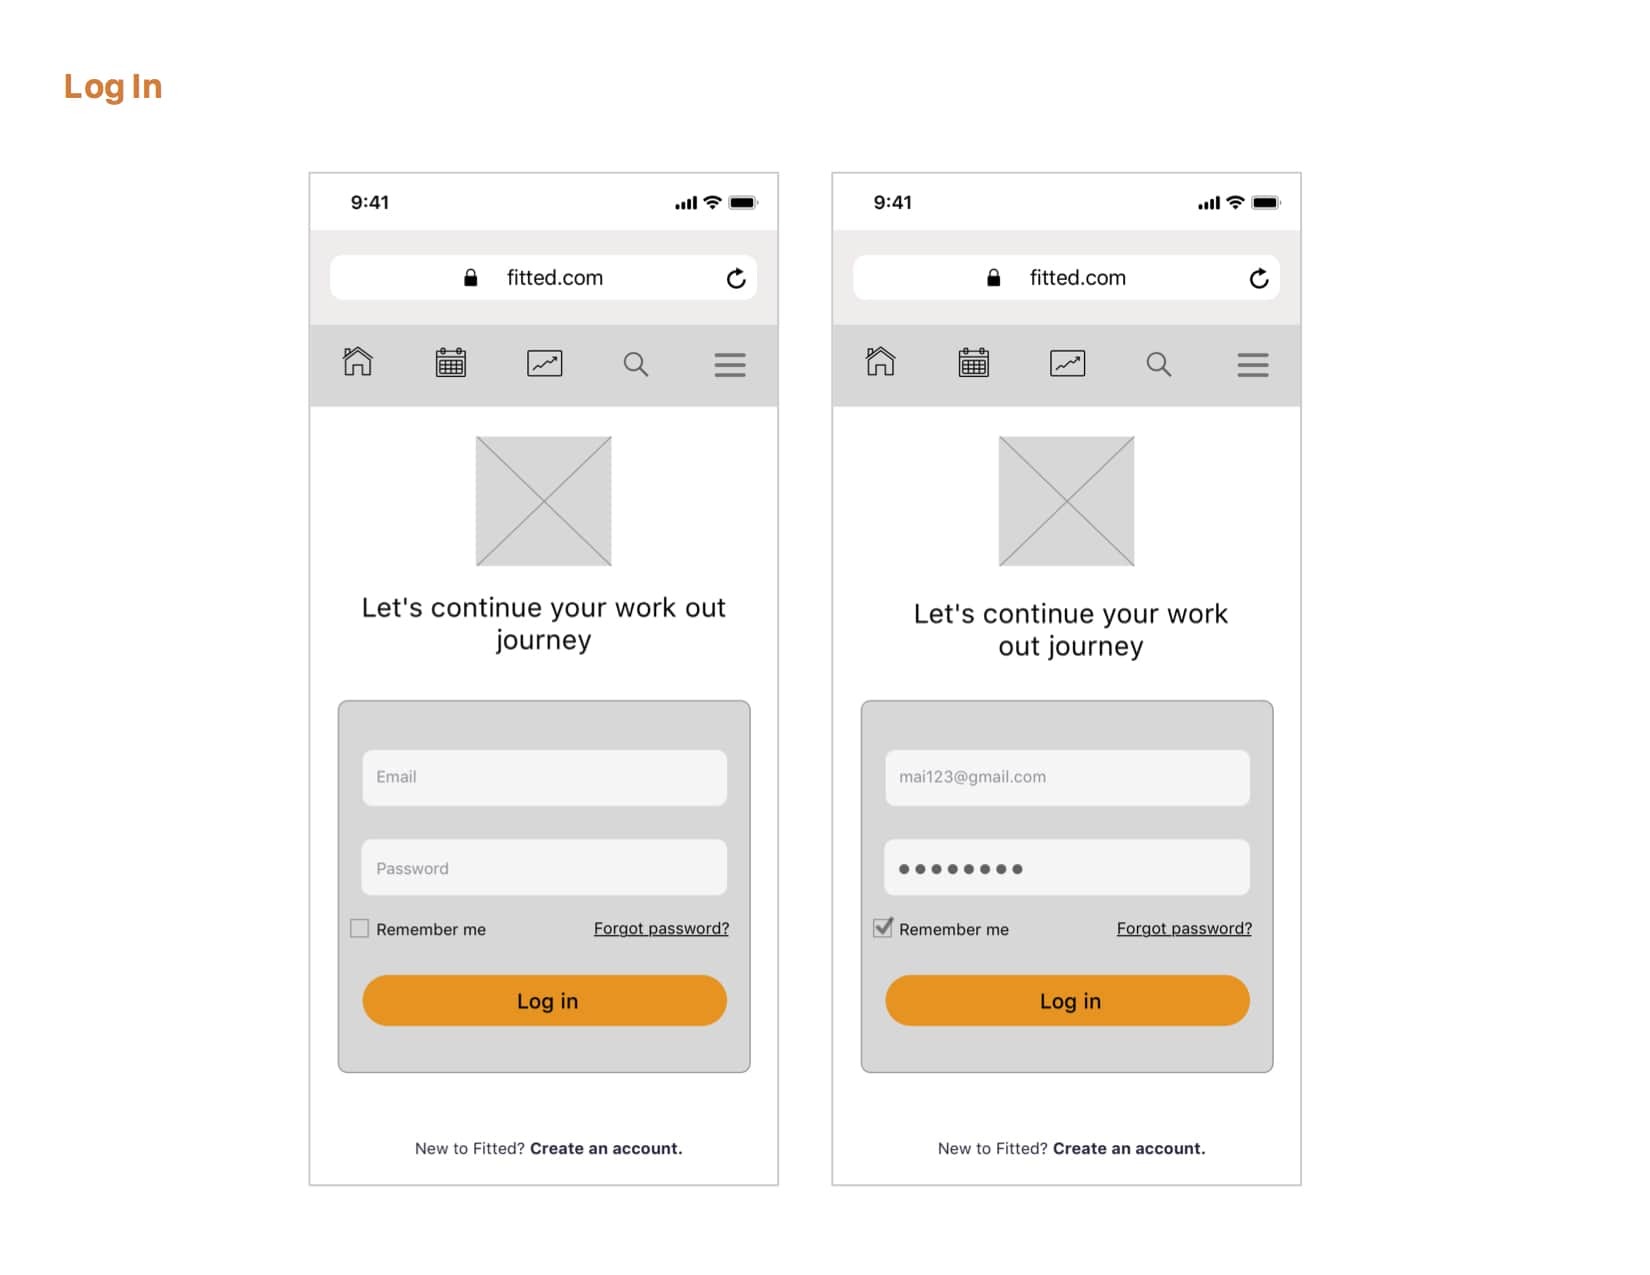 Log In
9:41
fitted.com
Let's continue your work out
journey
Email
Password
Remember me
Forgot password?
Log in
New to Fitted? Create an account.
9:41
fitted.com
Let's continue your work
out journey
mai123@gmail.com
Remember me
Forgot password?
Log in
New to Fitted? Create an account.